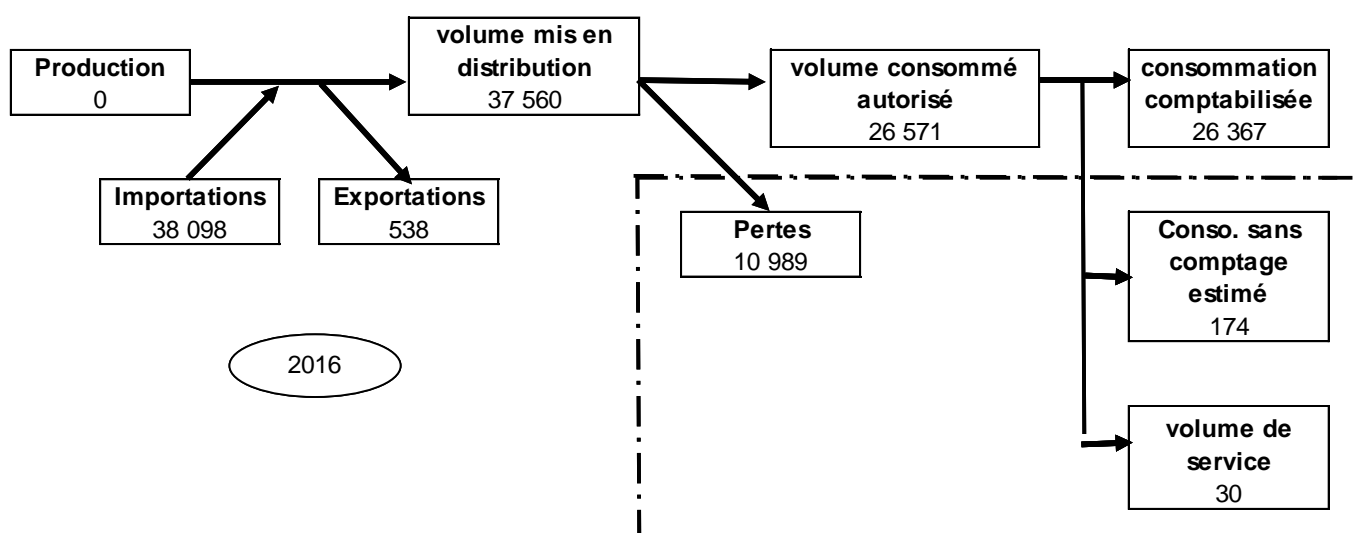 Production
0
volume mis en
distribution
37 560
volume consommé
autorisé
26 571
consommation
comptabilisée
26 367
Importations
38 098
Exportations
538
Pertes
10 989
Conso. sans
comptage
estimé
174
2016
volume de
service
30